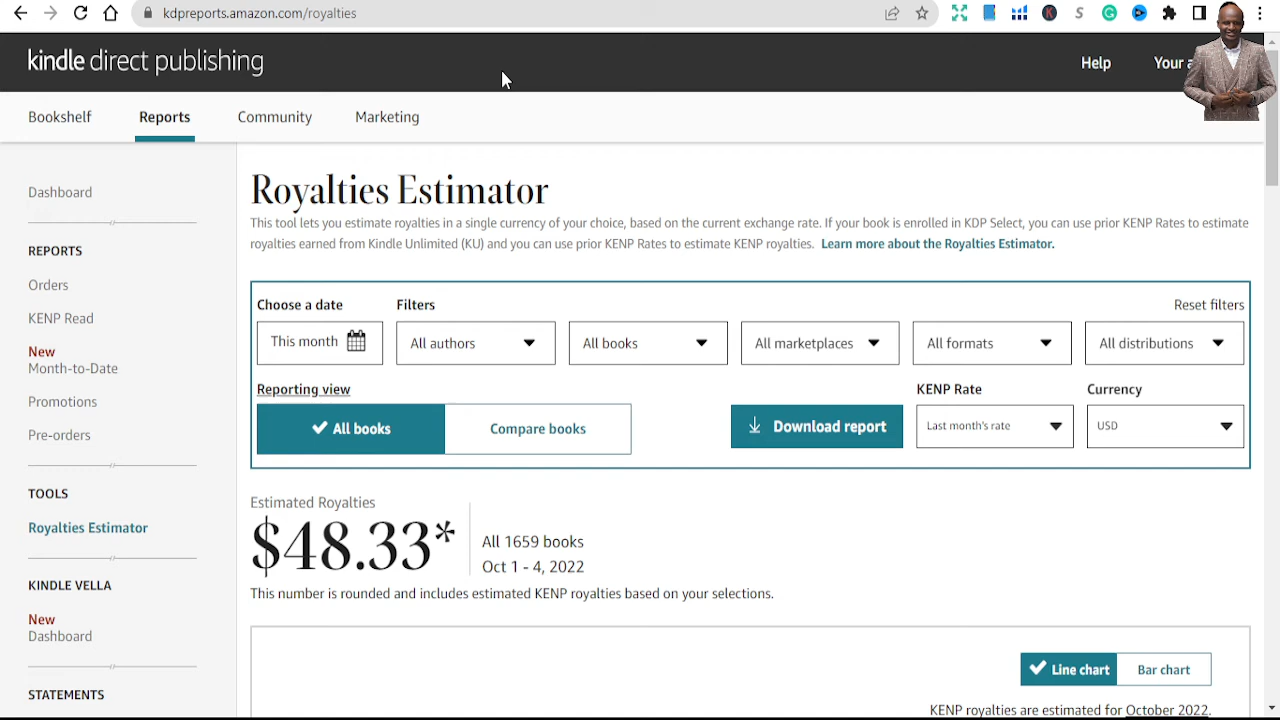 kdpreports.amazon.com/royalties
kindle direct publishing
Help
Your a
Bookshelf
Reports
Community
Marketing
Dashboard
REPORTS
Orders
KENP Read
New
Month-to-Date
Promotions
Pre-orders
TOOLS
Royalties Estimator
KINDLE VELLA
New
Dashboard
STATEMENTS
Royalties Estimator
This tool lets you estimate royalties in a single currency of your choice, based on the current exchange rate. If your book is enrolled in KDP Select, you can use prior KENP Rates to estimate
royalties earned from Kindle Unlimited (KU) and you can use prior KENP Rates to estimate KENP royalties. Learn more about the Royalties Estimator.
Choose a date
Filters
Reset filters
This month
All authors
All books
All marketplaces
All formats
All distributions
Reporting view
KENP Rate
Currency
All books
Compare books
Download report
Last month's rate
USD
Estimated Royalties
$48.33*
All 1659 books
Oct 1 - 4, 2022
This number is rounded and includes estimated KENP royalties based on your selections.
Line chart
Bar chart
KENP royalties are estimated for October 2022.